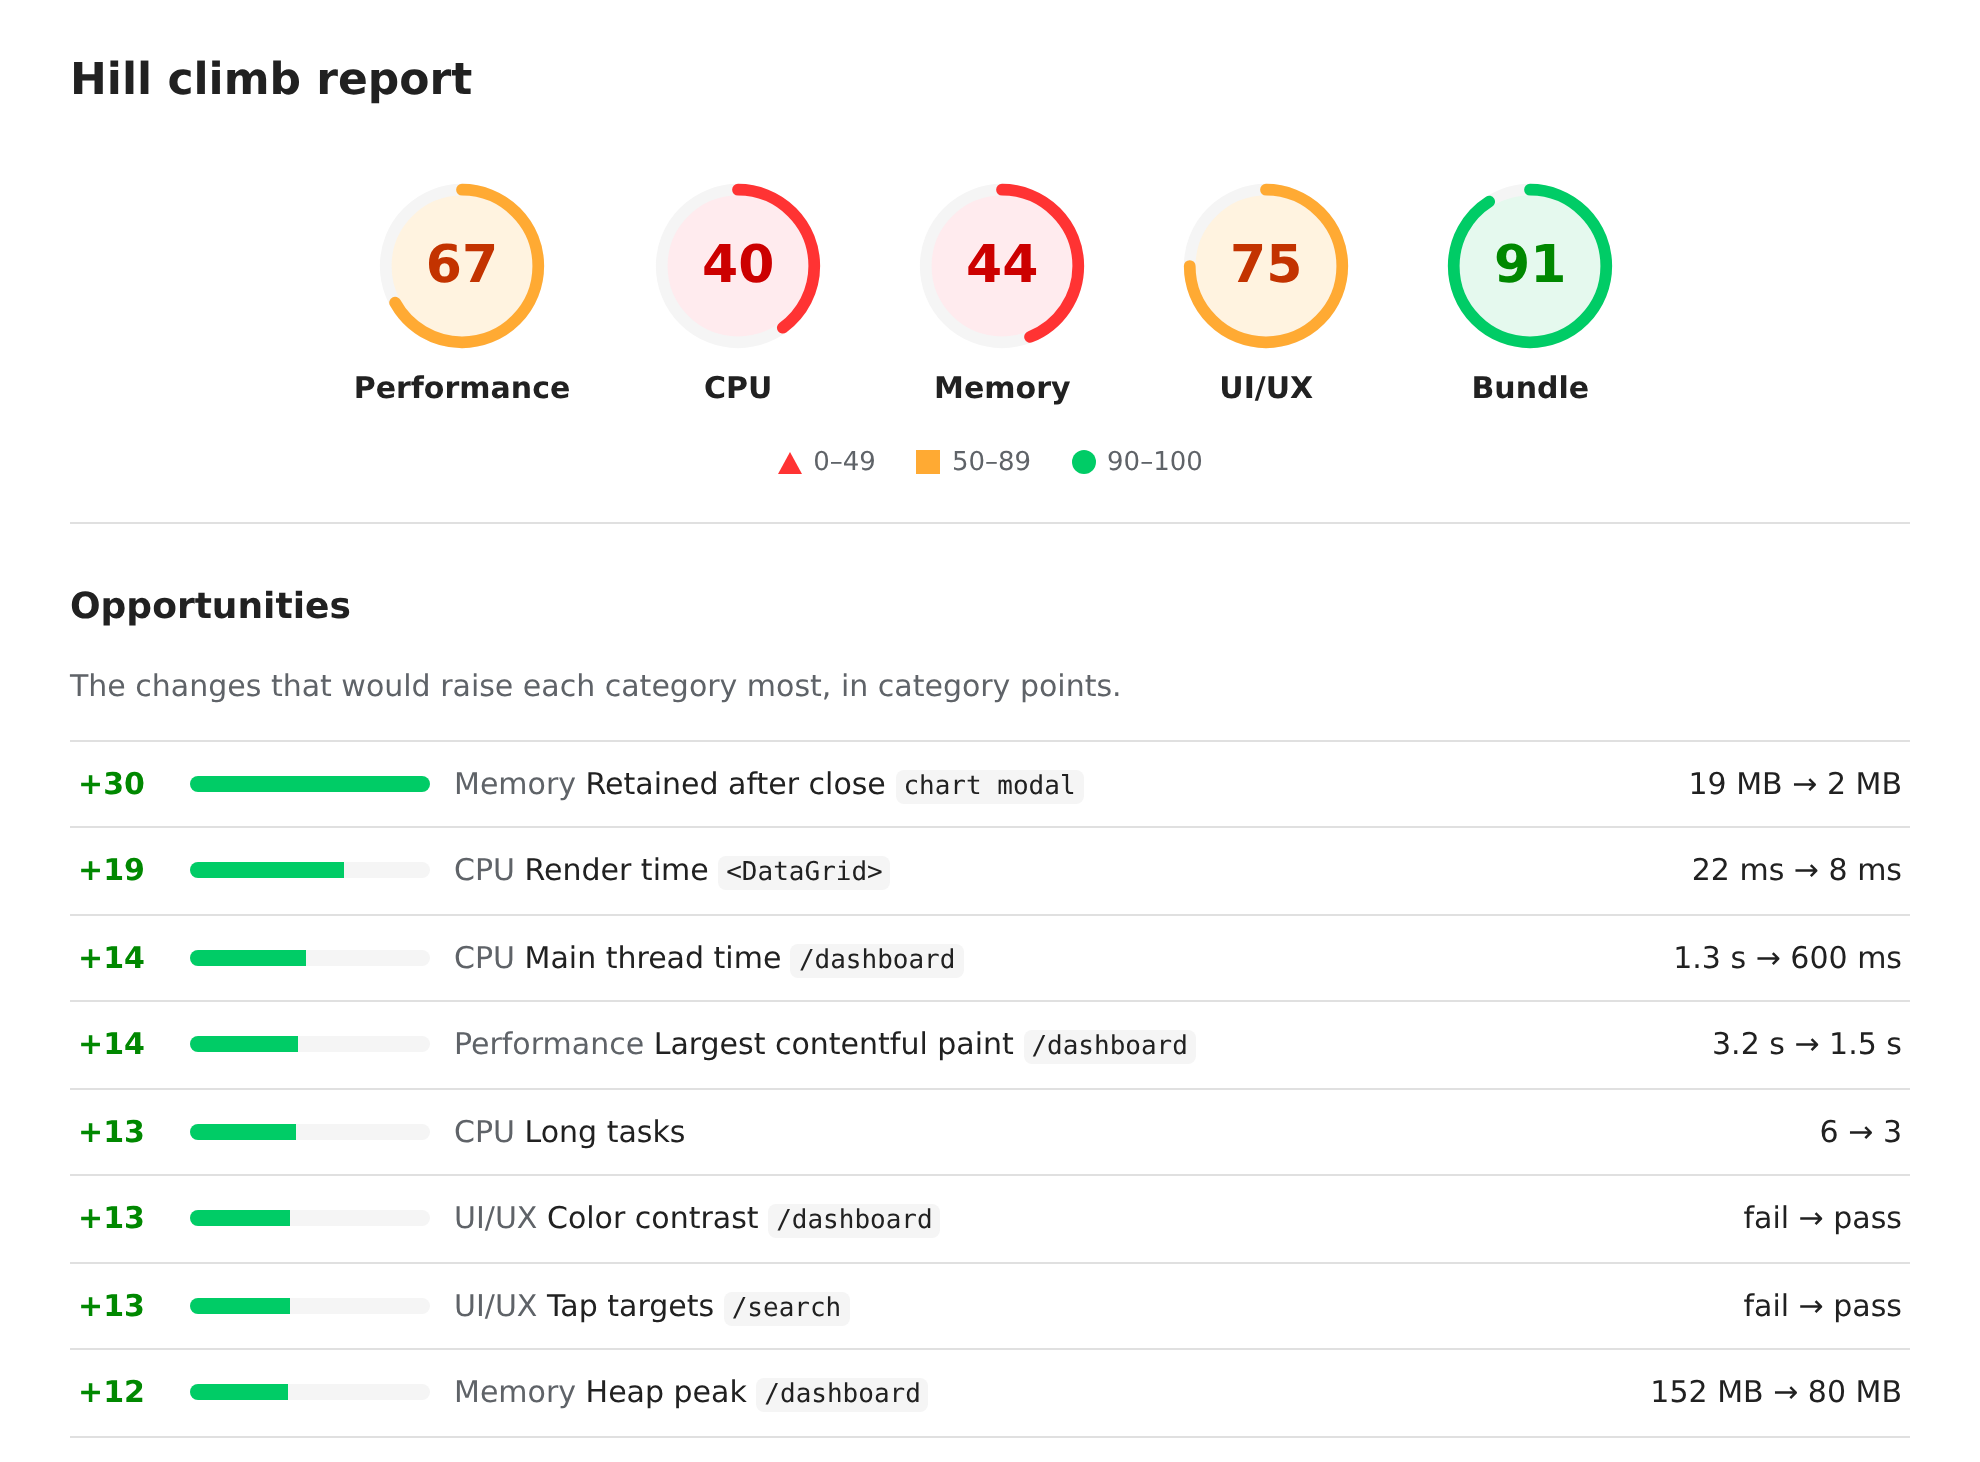 Hill climb report
67 40 44 75 91
Performance CPU Memory UI/UX Bundle
0–49 50–89 90–100
Opportunities
The changes that would raise each category most, in category points.
+30 Memory Retained after close chart modal 19 MB → 2 MB
+19 CPU Render time <DataGrid> 22 ms → 8 ms
+14 CPU Main thread time /dashboard 1.3 s → 600 ms
+14 Performance Largest contentful paint /dashboard 3.2 s → 1.5 s
+13 CPU Long tasks 6 → 3
+13 UI/UX Color contrast /dashboard fail → pass
+13 UI/UX Tap targets /search fail → pass
+12 Memory Heap peak /dashboard 152 MB → 80 MB